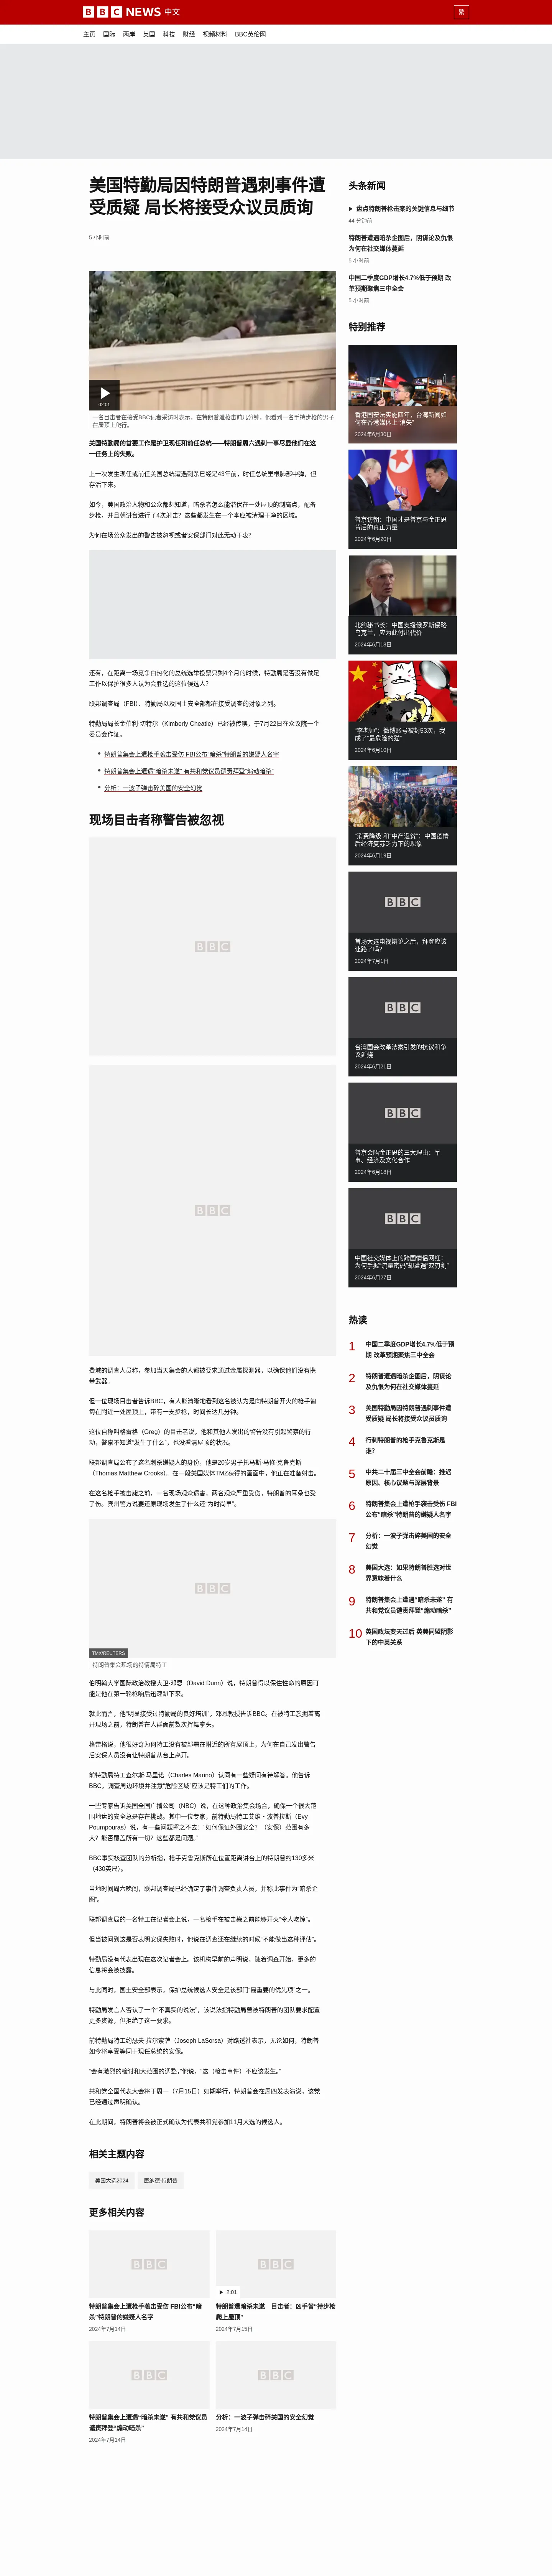 BBC NEWS 中文
繁
主页 国际 两岸 英国 科技 财经 视频材料 BBC英伦网
美国特勤局因特朗普遇刺事件遭
受质疑 局长将接受众议员质询
5 小时前
02:01
一名目击者在接受BBC记者采访时表示，在特朗普遭枪击前几分钟，他看到一名手持步枪的男子
在屋顶上爬行。
美国特勤局的首要工作是护卫现任和前任总统——特朗普周六遇刺一事尽显他们在这
一任务上的失败。
上一次发生现任或前任美国总统遭遇刺杀已经是43年前，时任总统里根肺部中弹，但
存活下来。
如今，美国政治人物和公众都想知道，暗杀者怎么能潜伏在一处屋顶的制高点，配备
步枪，并且朝讲台进行了4次射击？这些都发生在一个本应被清理干净的区域。
为何在场公众发出的警告被忽视或者安保部门对此无动于衷？
还有，在距离一场竞争白热化的总统选举投票只剩4个月的时候，特勤局是否没有做足
工作以保护很多人认为会胜选的这位候选人？
联邦调查局（FBI）、特勤局以及国土安全部都在接受调查的对象之列。
特勤局局长金伯利·切特尔（Kimberly Cheatle）已经被传唤，于7月22日在众议院一个
委员会作证。
特朗普集会上遭枪手袭击受伤 FBI公布“暗杀”特朗普的嫌疑人名字
特朗普集会上遭遇“暗杀未遂” 有共和党议员谴责拜登“煽动暗杀”
分析：一波子弹击碎美国的安全幻觉
现场目击者称警告被忽视
BBC
BBC
费城的调查人员称，参加当天集会的人都被要求通过金属探测器，以确保他们没有携
带武器。
但一位现场目击者告诉BBC，有人能清晰地看到这名被认为是向特朗普开火的枪手匍
匐在附近一处屋顶上，带有一支步枪，时间长达几分钟。
这位自称叫格雷格（Greg）的目击者说，他和其他人发出的警告没有引起警察的行
动，警察不知道“发生了什么”，也没看清屋顶的状况。
联邦调查局公布了这名刺杀嫌疑人的身份，他是20岁男子托马斯·马修·克鲁克斯
（Thomas Matthew Crooks）。在一段美国媒体TMZ获得的画面中，他正在准备射击。
在这名枪手被击毙之前，一名现场观众遇害，两名观众严重受伤，特朗普的耳朵也受
了伤。宾州警方说要还原现场发生了什么还“为时尚早”。
BBC
TMX/REUTERS
特朗普集会现场的特情局特工
伯明翰大学国际政治教授大卫·邓恩（David Dunn）说，特朗普得以保住性命的原因可
能是他在第一轮枪响后迅速趴下来。
就此而言，他“明显接受过特勤局的良好培训”，邓恩教授告诉BBC。在被特工簇拥着离
开现场之前，特朗普在人群面前数次挥舞拳头。
格雷格说，他很好奇为何特工没有被部署在附近的所有屋顶上，为何在自己发出警告
后安保人员没有让特朗普从台上离开。
前特勤局特工查尔斯·马里诺（Charles Marino）认同有一些疑问有待解答。他告诉
BBC，调查周边环境并注意“危险区域”应该是特工们的工作。
一些专家告诉美国全国广播公司（NBC）说，在这种政治集会场合，确保一个很大范
围地盘的安全总是存在挑战。其中一位专家，前特勤局特工艾维·波普拉斯（Evy
Poumpouras）说，有一些问题挥之不去：“如何保证外围安全？（安保）范围有多
大？能否覆盖所有一切？这些都是问题。”
BBC事实核查团队的分析指，枪手克鲁克斯所在位置距离讲台上的特朗普约130多米
（430英尺）。
当地时间周六晚间，联邦调查局已经确定了事件调查负责人员，并称此事件为“暗杀企
图”。
联邦调查局的一名特工在记者会上说，一名枪手在被击毙之前能够开火“令人吃惊”。
但当被问到这是否表明安保失败时，他说在调查还在继续的时候“不能做出这种评估”。
特勤局没有代表出现在这次记者会上。该机构早前的声明说，随着调查开始，更多的
信息将会被披露。
与此同时，国土安全部表示，保护总统候选人安全是该部门“最重要的优先项”之一。
特勤局发言人否认了一个“不真实的说法”，该说法指特勤局曾被特朗普的团队要求配置
更多资源，但拒绝了这一要求。
前特勤局特工约瑟夫·拉尔索萨（Joseph LaSorsa）对路透社表示，无论如何，特朗普
如今将享受等同于现任总统的安保。
“会有激烈的检讨和大范围的调整，”他说，“这（枪击事件）不应该发生。”
共和党全国代表大会将于周一（7月15日）如期举行，特朗普会在周四发表演说，该党
已经通过声明确认。
在此期间，特朗普将会被正式确认为代表共和党参加11月大选的候选人。
相关主题内容
美国大选2024 唐纳德·特朗普
更多相关内容
BBC
特朗普集会上遭枪手袭击受伤 FBI公布“暗
杀”特朗普的嫌疑人名字
2024年7月14日
BBC
2:01
特朗普遭暗杀未遂 目击者：凶手曾“持步枪
爬上屋顶”
2024年7月15日
BBC
特朗普集会上遭遇“暗杀未遂” 有共和党议员
谴责拜登“煽动暗杀”
2024年7月14日
BBC
分析：一波子弹击碎美国的安全幻觉
2024年7月14日
头条新闻
盘点特朗普枪击案的关键信息与细节
44 分钟前
特朗普遭遇暗杀企图后，阴谋论及仇恨
为何在社交媒体蔓延
5 小时前
中国二季度GDP增长4.7%低于预期 改
革预期聚焦三中全会
5 小时前
特别推荐
香港国安法实施四年，台湾新闻如
何在香港媒体上“消失”
2024年6月30日
普京访朝：中国才是普京与金正恩
背后的真正力量
2024年6月20日
北约秘书长：中国支援俄罗斯侵略
乌克兰，应为此付出代价
2024年6月18日
“李老师”：微博账号被封53次，我
成了“最危险的猫”
2024年6月10日
“消费降级”和“中产返贫”：中国疫情
后经济复苏乏力下的现象
2024年6月19日
BBC
首场大选电视辩论之后，拜登应该
让路了吗？
2024年7月1日
BBC
台湾国会改革法案引发的抗议和争
议延烧
2024年6月21日
BBC
普京会晤金正恩的三大理由：军
事、经济及文化合作
2024年6月18日
BBC
中国社交媒体上的跨国情侣网红：
为何手握“流量密码”却遭遇“双刃剑”
2024年6月27日
热读
1 中国二季度GDP增长4.7%低于预
期 改革预期聚焦三中全会
2 特朗普遭遇暗杀企图后，阴谋论
及仇恨为何在社交媒体蔓延
3 美国特勤局因特朗普遇刺事件遭
受质疑 局长将接受众议员质询
4 行刺特朗普的枪手克鲁克斯是
谁？
5 中共二十届三中全会前瞻：推迟
原因、核心议题与深层背景
6 特朗普集会上遭枪手袭击受伤 FBI
公布“暗杀”特朗普的嫌疑人名字
7 分析：一波子弹击碎美国的安全
幻觉
8 美国大选：如果特朗普胜选对世
界意味着什么
9 特朗普集会上遭遇“暗杀未遂” 有
共和党议员谴责拜登“煽动暗杀”
10 英国政坛变天过后 英美同盟阴影
下的中英关系